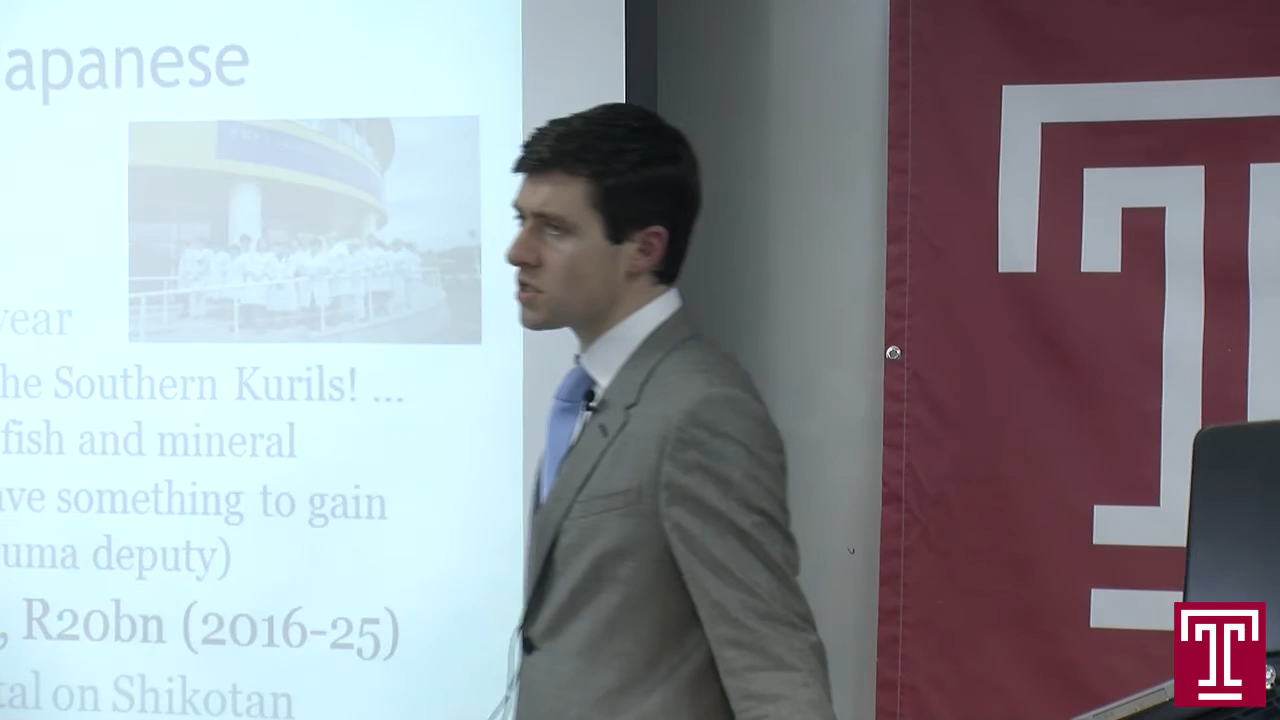 apanese
year
he Southern Kurils! ...
fish and mineral
ve something to gain
uma deputy)
, R20bn (2016-25)
tal on Shikotan